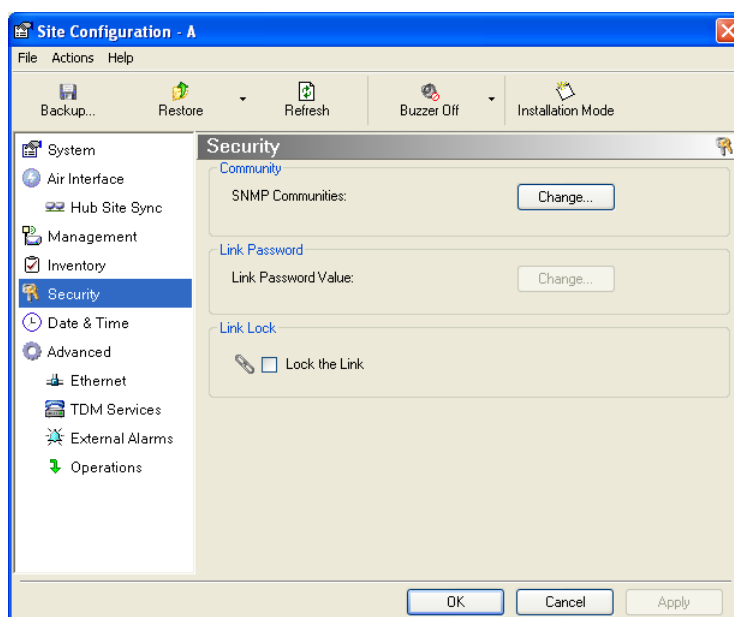 Site Configuration - A
File Actions Help
Backup... Restore Refresh Buzzer Off Installation Mode
System
Air Interface
Hub Site Sync
Management
Inventory
Security
Date & Time
Advanced
Ethernet
TDM Services
External Alarms
Operations
Security
Community
SNMP Communities: Change...
Link Password
Link Password Value: Change...
Link Lock
Lock the Link
OK Cancel Apply